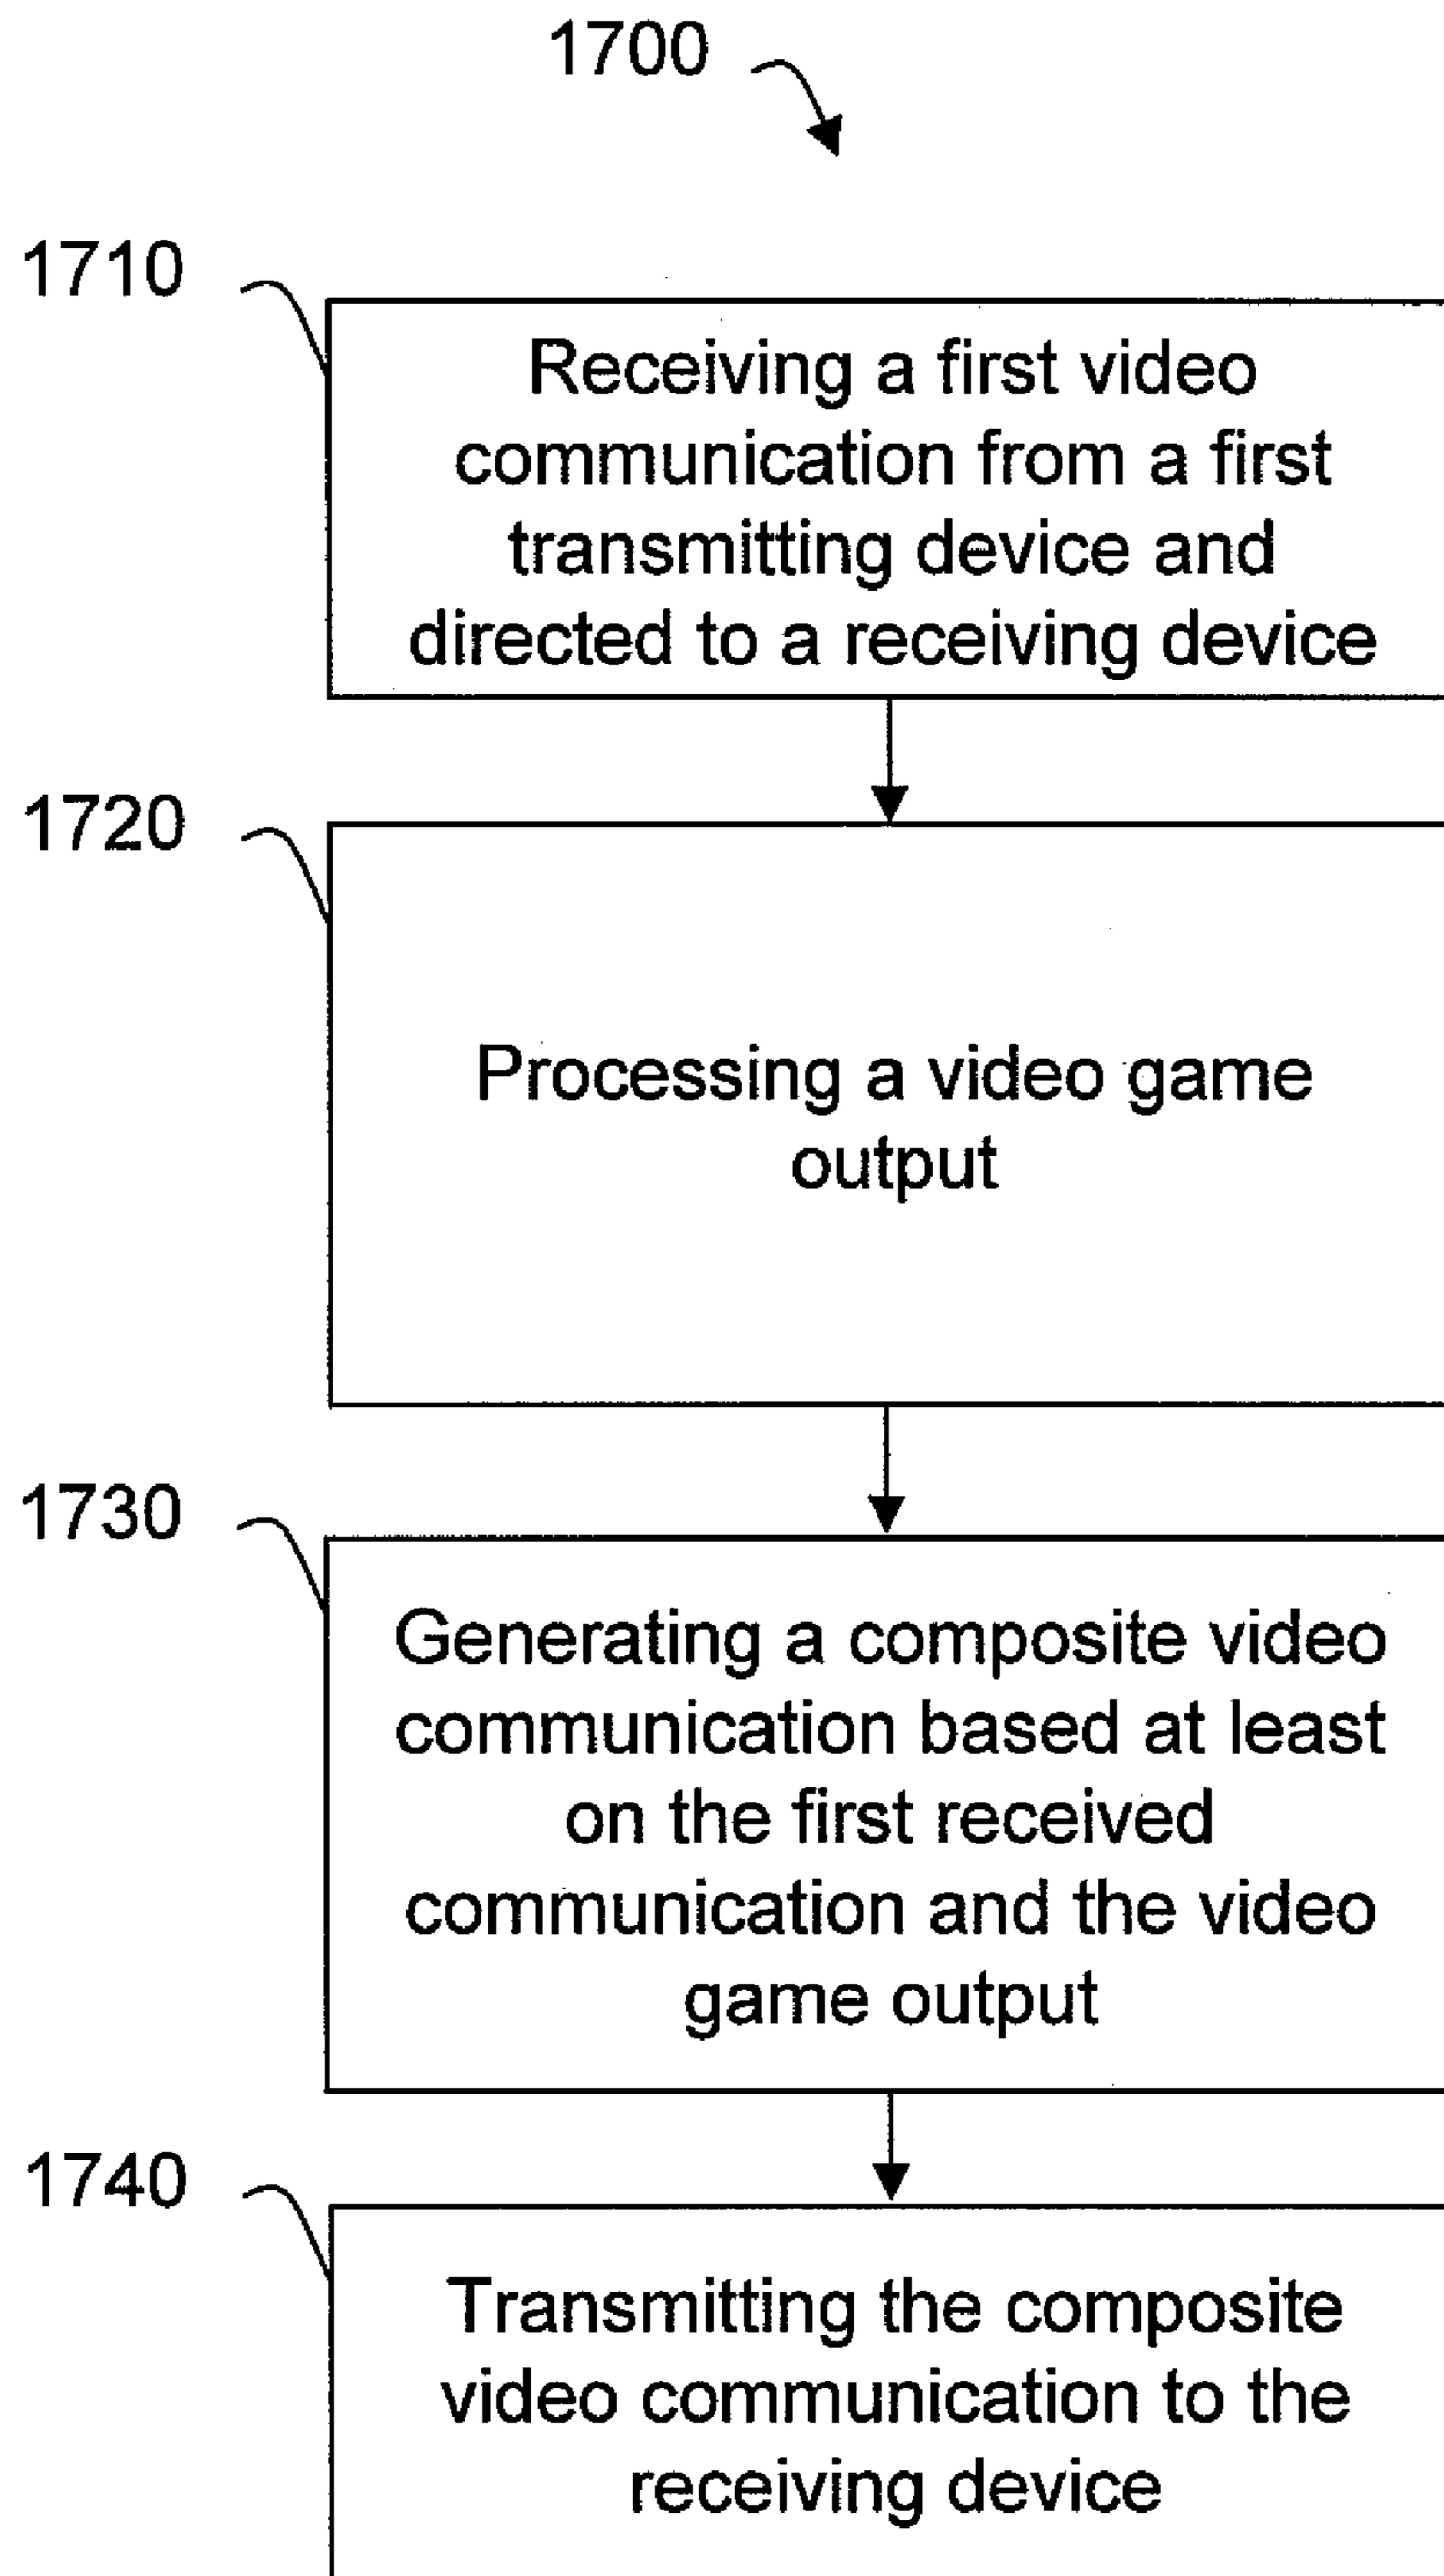 1700
1710
Receiving a first video
communication from a first
transmitting device and
directed to a receiving device
1720
Processing a video game
output
1730
Generating a composite video
communication based at least
on the first received
communication and the video
game output
1740
Transmitting the composite
video communication to the
receiving device